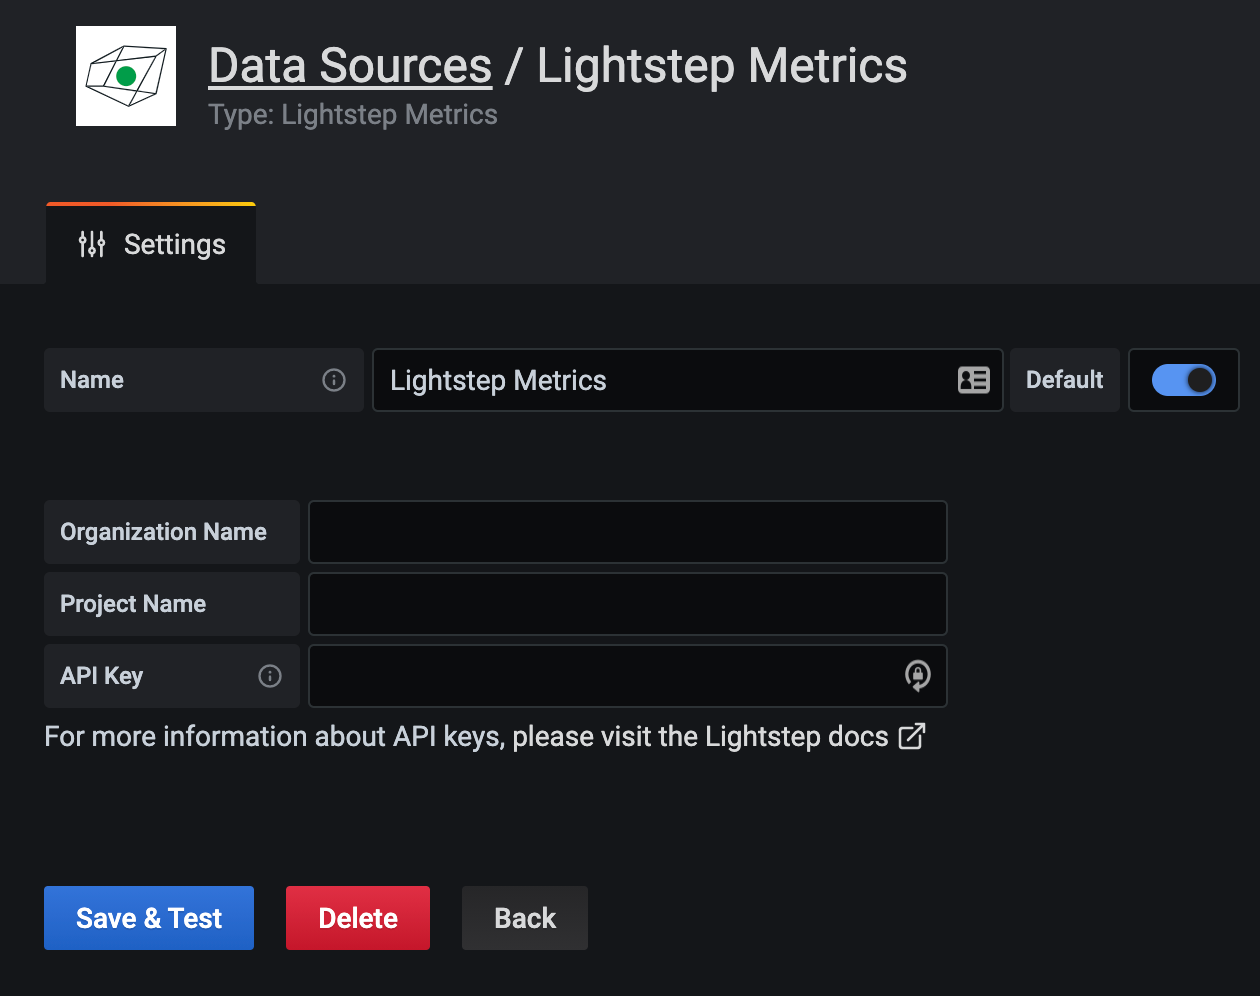 Data Sources / Lightstep Metrics
Type: Lightstep Metrics
Settings
Name
Lightstep Metrics
Default
Organization Name
Project Name
API Key
For more information about API keys, please visit the Lightstep docs
Save & Test
Delete
Back